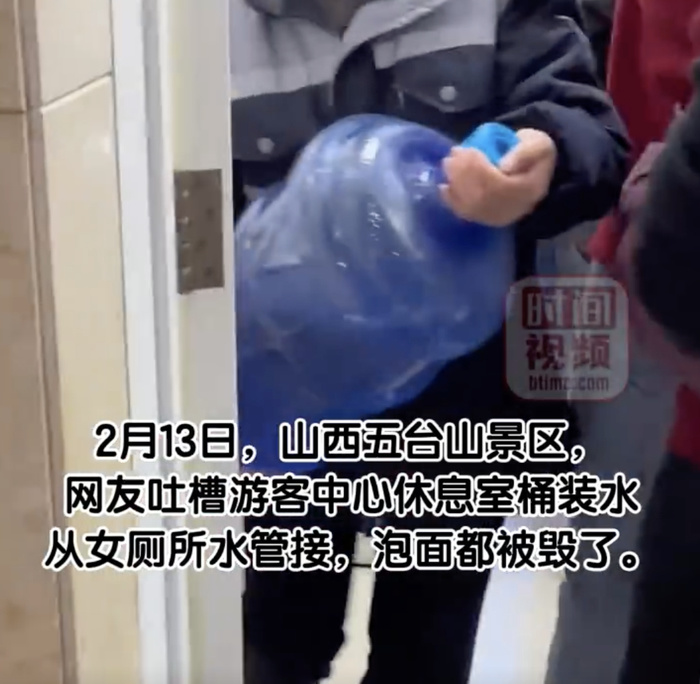 时间
视频
btime.com
2月13日，山西五台山景区，
网友吐槽游客中心休息室桶装水
从女厕所水管接，泡面都被毁了。